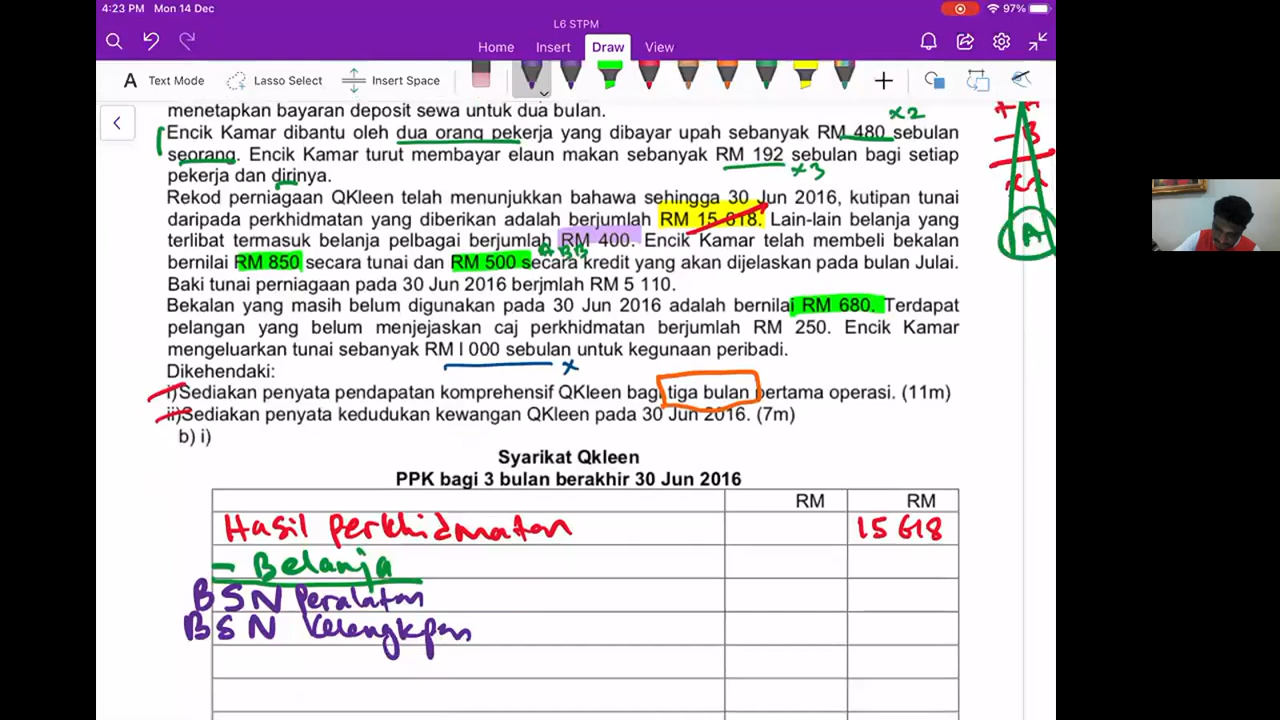 4:23 PM Mon 14 Dec
97%
L6 STPM
Home Insert Draw View
A Text Mode Lasso Select Insert Space
menetapkan bayaran deposit sewa untuk dua bulan.
x2
Encik Kamar dibantu oleh dua orang pekerja yang dibayar upah sebanyak RM 480 sebulan
seorang. Encik Kamar turut membayar elaun makan sebanyak RM 192 sebulan bagi setiap
x3
pekerja dan dirinya.
Rekod perniagaan QKleen telah menunjukkan bahawa sehingga 30 Jun 2016, kutipan tunai
daripada perkhidmatan yang diberikan adalah berjumlah RM 15 618. Lain-lain belanja yang
terlibat termasuk belanja pelbagai berjumlah RM 400. Encik Kamar telah membeli bekalan
bernilai RM 850 secara tunai dan RM 500 secara kredit yang akan dijelaskan pada bulan Julai.
Baki tunai perniagaan pada 30 Jun 2016 berjmlah RM 5 110.
Bekalan yang masih belum digunakan pada 30 Jun 2016 adalah bernilai RM 680. Terdapat
pelangan yang belum menjejaskan caj perkhidmatan berjumlah RM 250. Encik Kamar
mengeluarkan tunai sebanyak RM I 000 sebulan untuk kegunaan peribadi.
x
Dikehendaki:
i)Sediakan penyata pendapatan komprehensif QKleen bagi tiga bulan pertama operasi. (11m)
ii)Sediakan penyata kedudukan kewangan QKleen pada 30 Jun 2016. (7m)
b) i)
Syarikat Qkleen
PPK bagi 3 bulan berakhir 30 Jun 2016
RM RM
Hasil Perkhidmatan 15 618
- Belanja
BSN Peralatan
BSN Kelengkpan
A